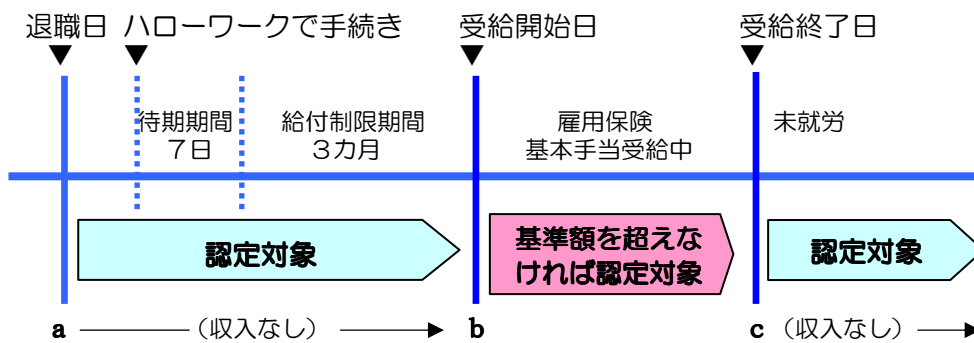 退職日 ハローワークで手続き 受給開始日 受給終了日
待期期間
7日
給付制限期間
3カ月
雇用保険
基本手当受給中
未就労
認定対象
基準額を超えな
ければ認定対象
認定対象
a (収入なし) b c (収入なし)